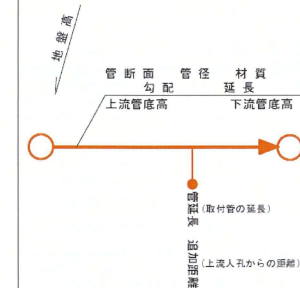 地盤高
管断面 管径 材質
勾配 延長
上流管底高 下流管底高
管延長 (取付管の延長)
追加距離 (上流人孔からの距離)